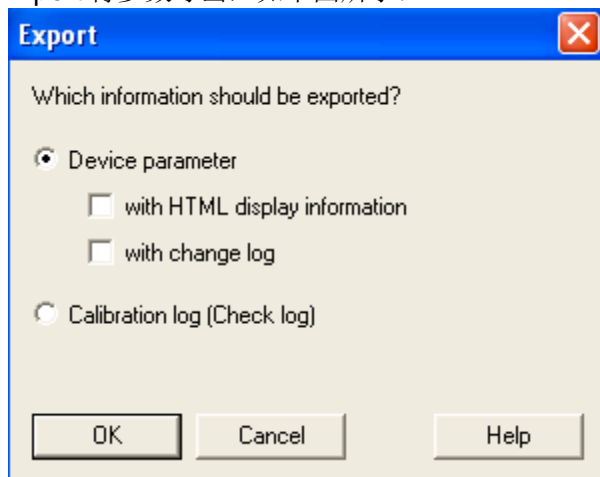 Export
Which information should be exported?
Device parameter
with HTML display information
with change log
Calibration log (Check log)
OK Cancel Help